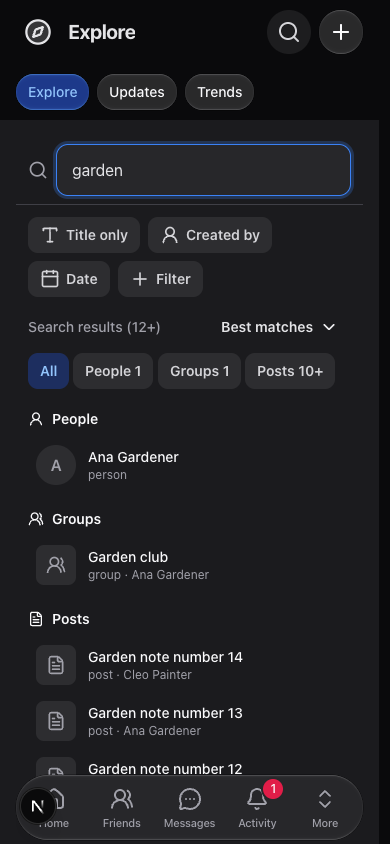 Explore
Explore
Updates
Trends
garden
Title only
Created by
Date
Filter
Search results (12+)
Best matches
All
People 1
Groups 1
Posts 10+
People
A
Ana Gardener
person
Groups
Garden club
group · Ana Gardener
Posts
Garden note number 14
post · Cleo Painter
Garden note number 13
post · Ana Gardener
Garden note number 12
1
N
Home
Friends
Messages
Activity
More